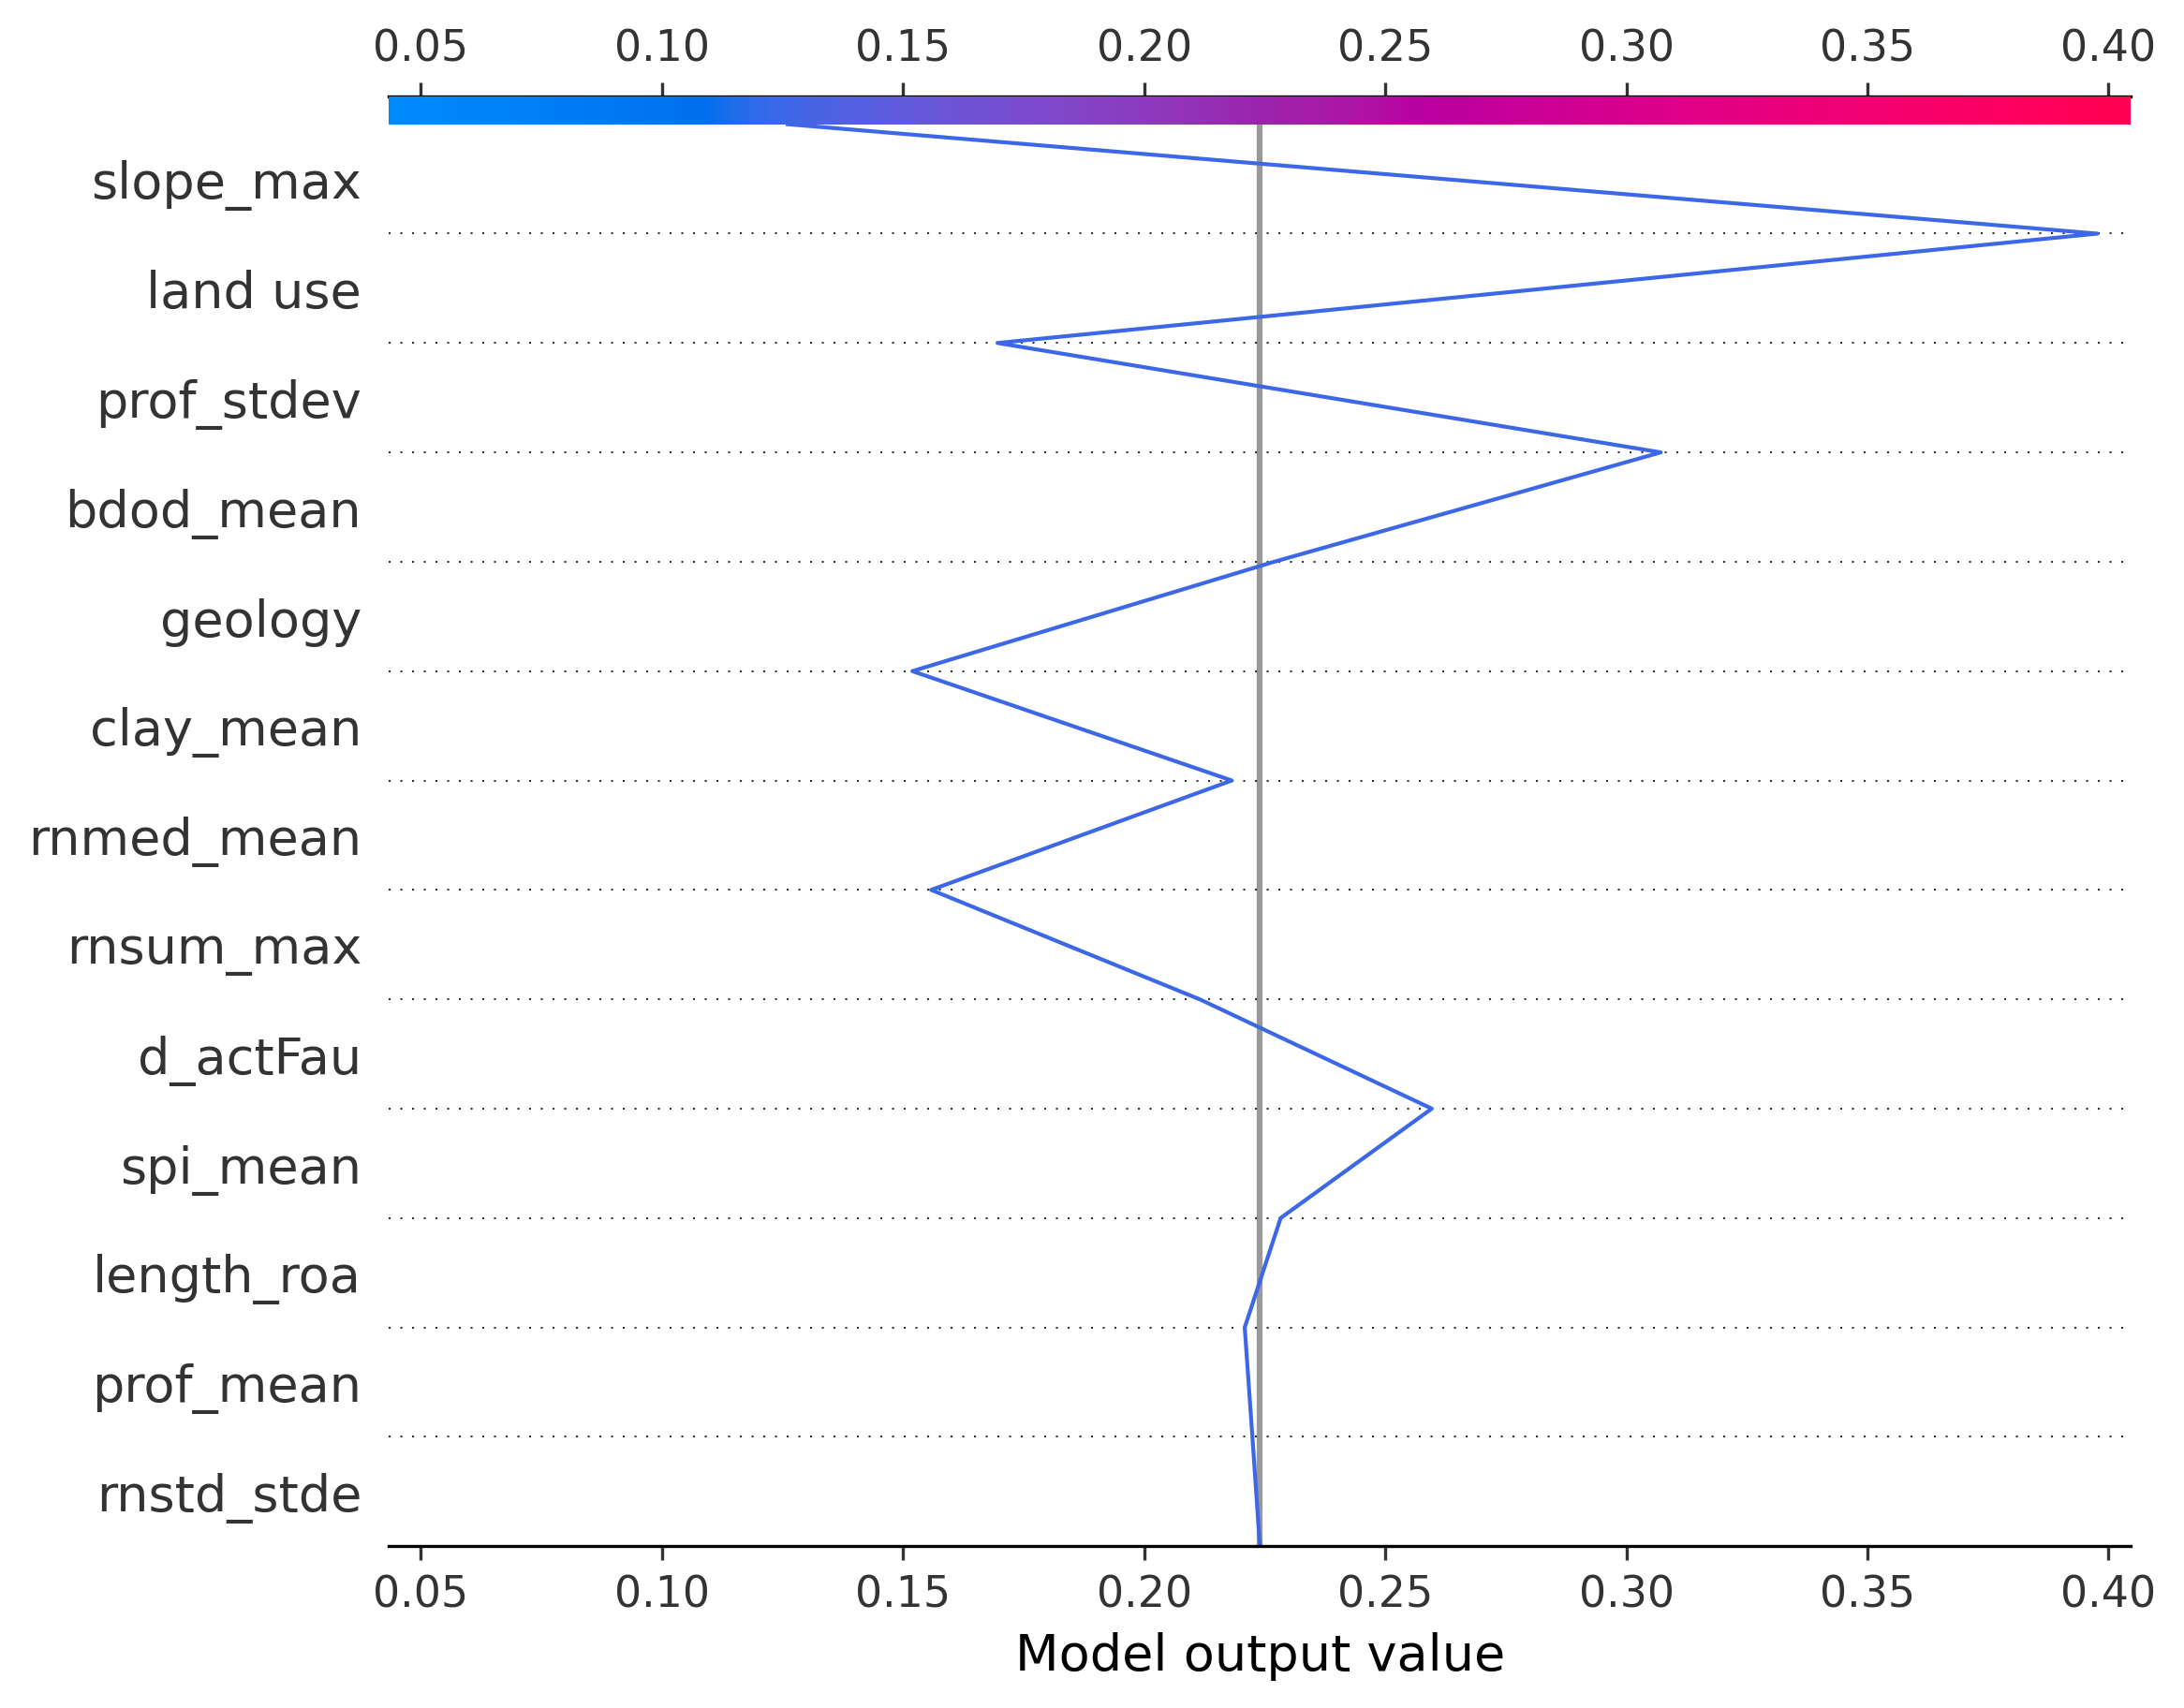 0.05 0.10 0.15 0.20 0.25 0.30 0.35 0.40
slope_max
land use
prof_stdev
bdod_mean
geology
clay_mean
rnmed_mean
rnsum_max
d_actFau
spi_mean
length_roa
prof_mean
rnstd_stde
0.05 0.10 0.15 0.20 0.25 0.30 0.35 0.40
Model output value